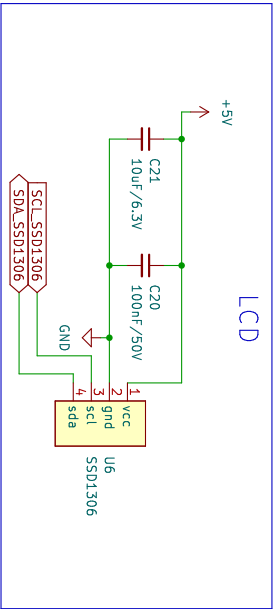 LCD
+5V
C21
10uF/6.3V
C20
100nF/50V
SCL_SSD1306
SDA_SSD1306
GND
1
2
3
4
vcc
gnd
scl
sda
U6
SSD1306